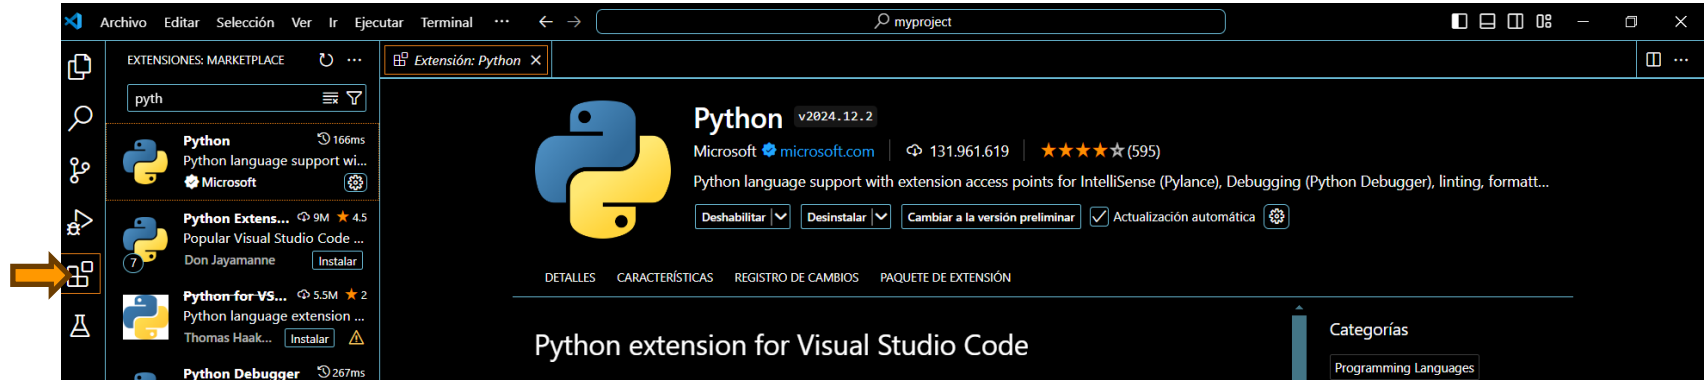 Archivo Editar Selección Ver Ir Ejecutar Terminal ··· myproject
EXTENSIONES: MARKETPLACE
pyth
Python 166ms
Python language support wi...
Microsoft
Python Extens... 9M ★ 4.5
Popular Visual Studio Code ...
Don Jayamanne Instalar
7
Python for VS... 5.5M ★ 2
Python language extension ...
Thomas Haak... Instalar
Python Debugger 267ms
Extensión: Python
Python v2024.12.2
Microsoft microsoft.com 131.961.619 (595)
Python language support with extension access points for IntelliSense (Pylance), Debugging (Python Debugger), linting, formatt...
Deshabilitar Desinstalar Cambiar a la versión preliminar Actualización automática
DETALLES CARACTERÍSTICAS REGISTRO DE CAMBIOS PAQUETE DE EXTENSIÓN
Python extension for Visual Studio Code
Categorías
Programming Languages